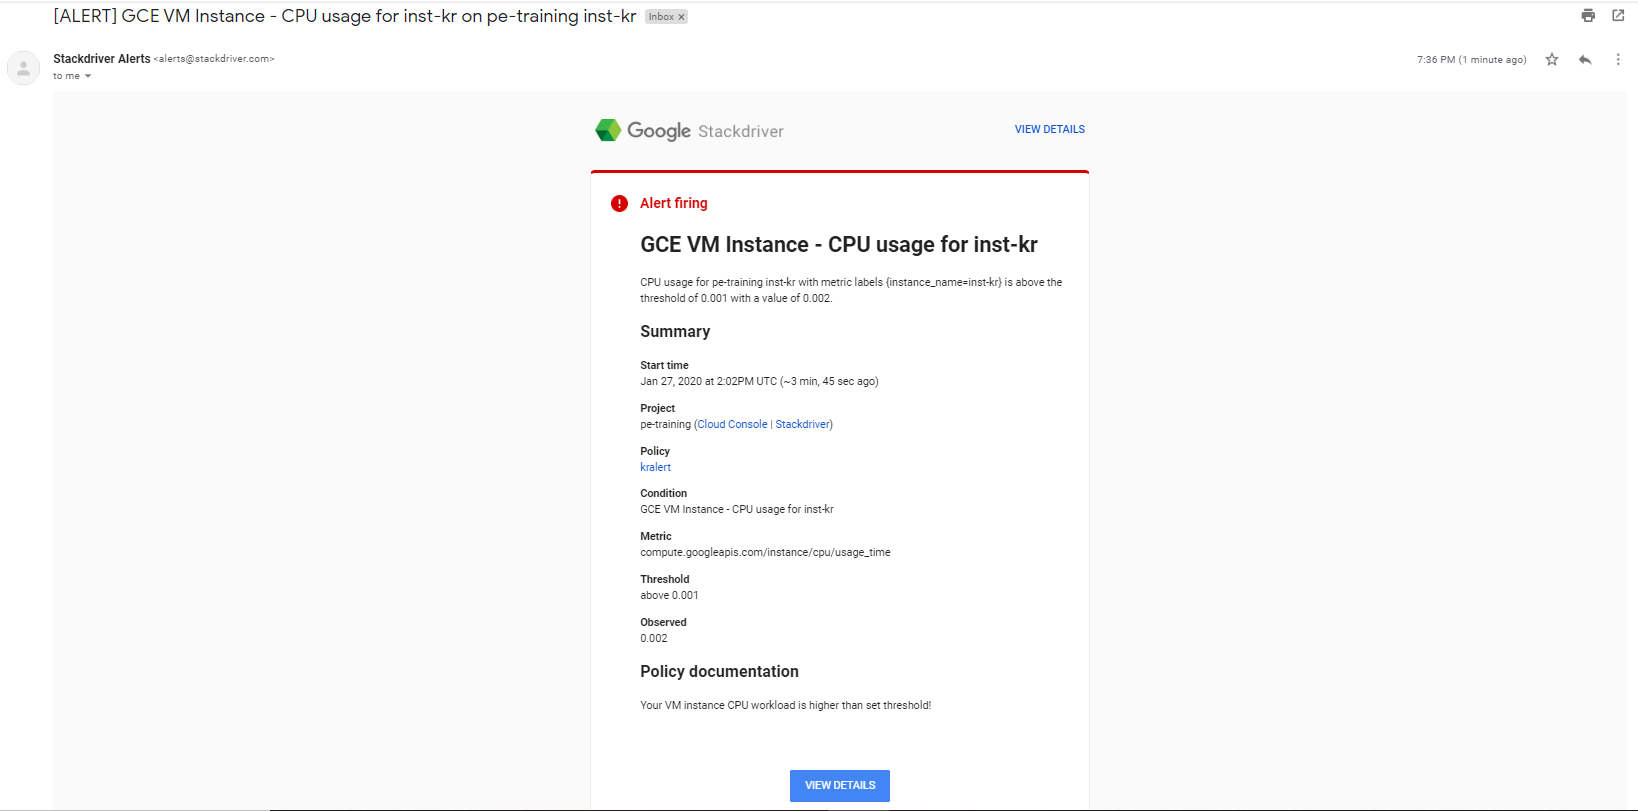 [ALERT] GCE VM Instance - CPU usage for inst-kr on pe-training inst-kr Inbox x
Stackdriver Alerts <alerts@stackdriver.com> 7:36 PM (1 minute ago)
to me
Google Stackdriver VIEW DETAILS
Alert firing
GCE VM Instance - CPU usage for inst-kr
CPU usage for pe-training inst-kr with metric labels {instance_name=inst-kr} is above the
threshold of 0.001 with a value of 0.002.
Summary
Start time
Jan 27, 2020 at 2:02PM UTC (~3 min, 45 sec ago)
Project
pe-training (Cloud Console | Stackdriver)
Policy
kralert
Condition
GCE VM Instance - CPU usage for inst-kr
Metric
compute.googleapis.com/instance/cpu/usage_time
Threshold
above 0.001
Observed
0.002
Policy documentation
Your VM instance CPU workload is higher than set threshold!
VIEW DETAILS